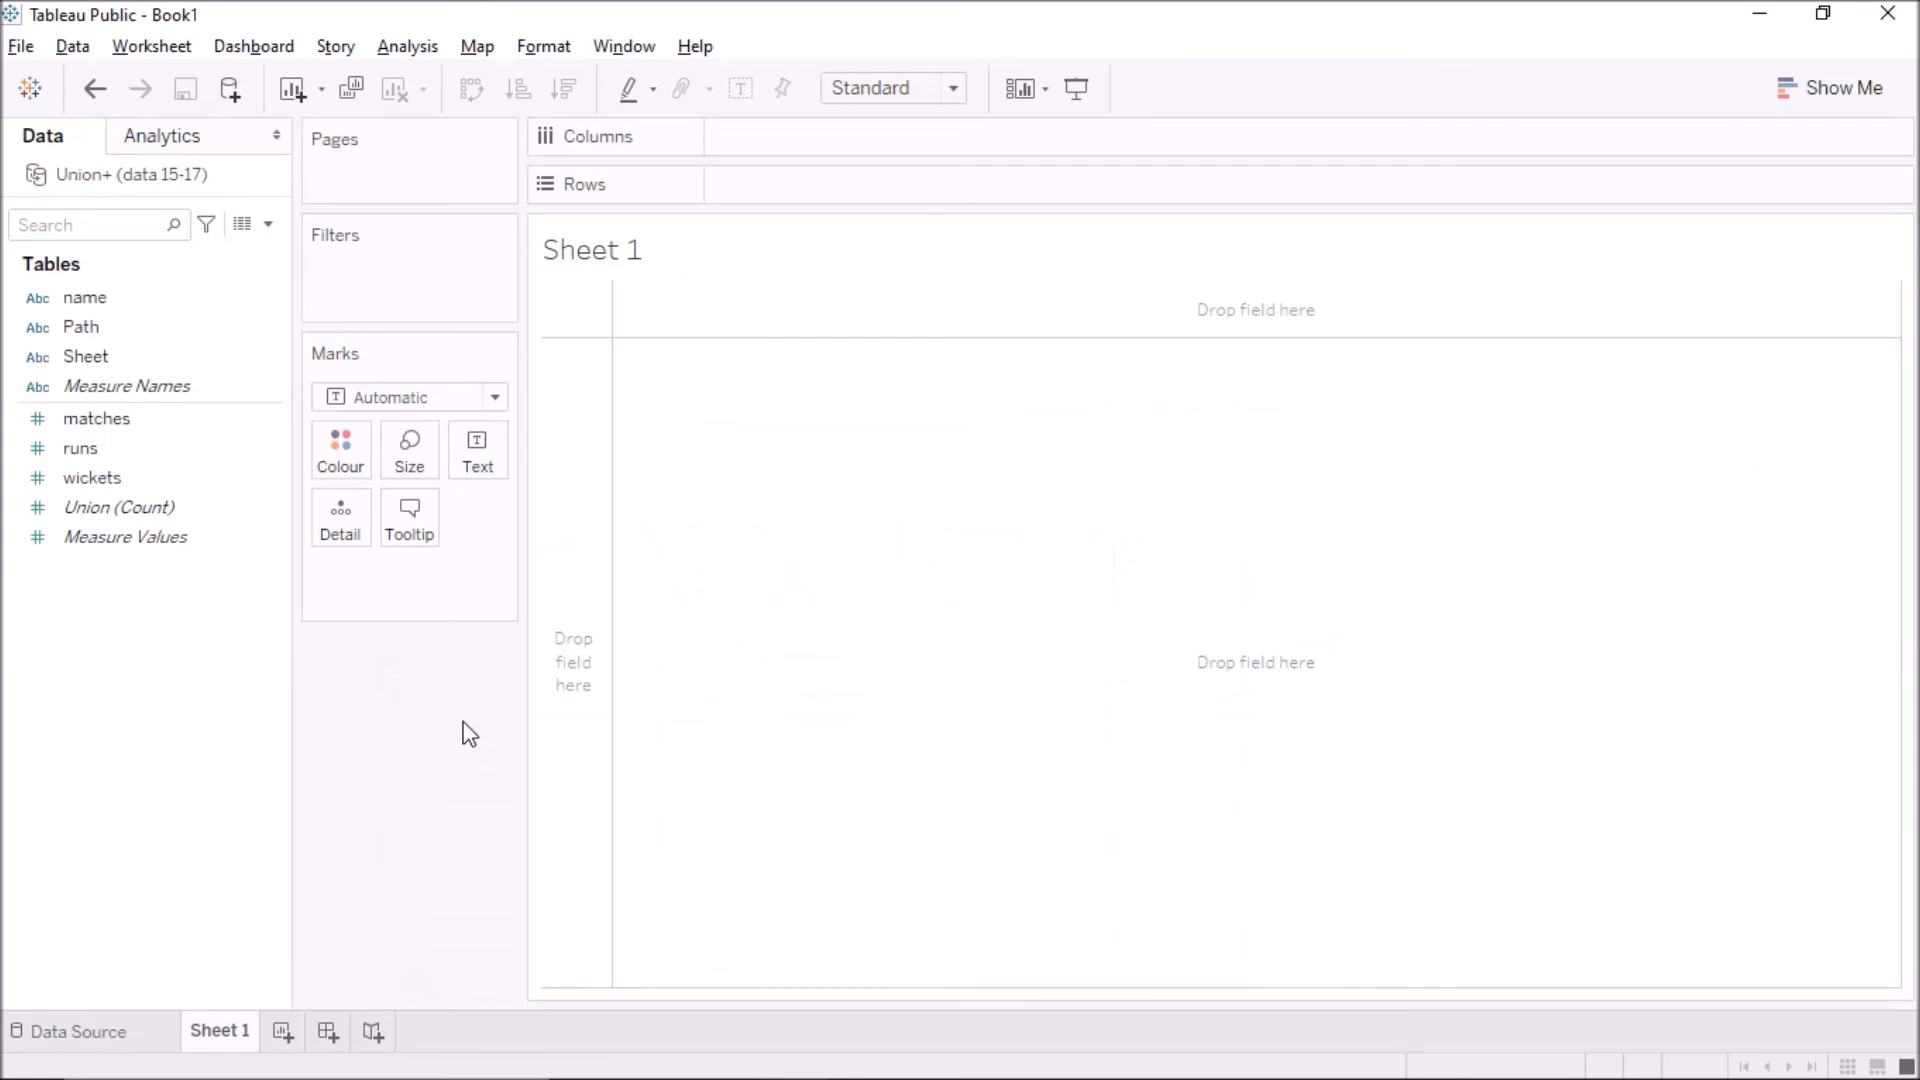 Tableau Public - Book1
File Data Worksheet Dashboard Story Analysis Map Format Window Help
Standard
Show Me
Data Analytics
Union+ (data 15-17)
Search
Tables
Abc name
Abc Path
Abc Sheet
Abc Measure Names
# matches
# runs
# wickets
# Union (Count)
# Measure Values
Pages
Filters
Marks
T Automatic
Colour Size Text
Detail Tooltip
Columns
Rows
Sheet 1
Drop field here
Drop
field
here
Drop field here
Data Source Sheet 1